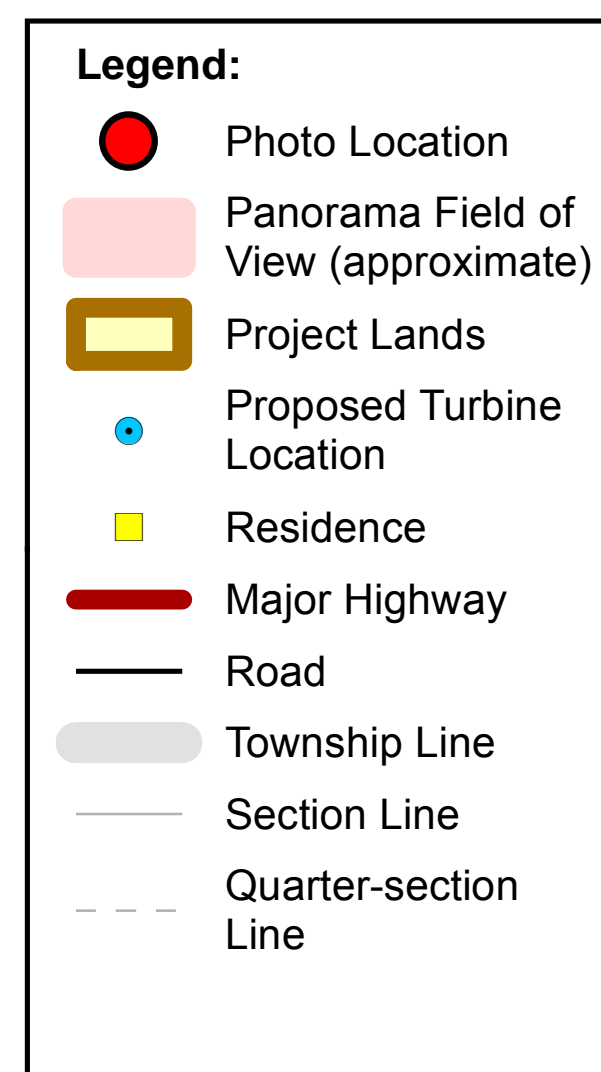 Legend:
Photo Location
Panorama Field of
View (approximate)
Project Lands
Proposed Turbine
Location
Residence
Major Highway
Road
Township Line
Section Line
Quarter-section
Line